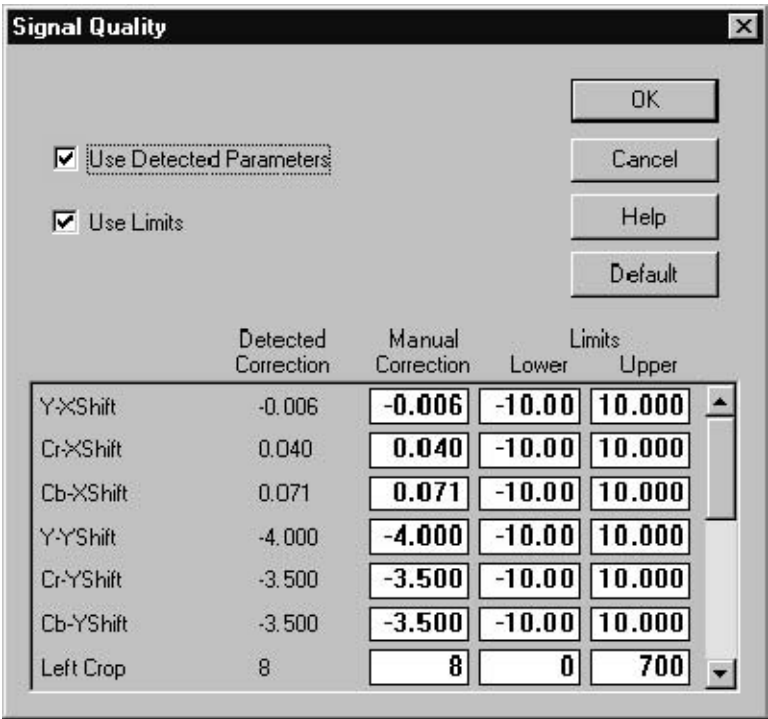 Signal Quality
OK
Use Detected Parameters
Cancel
Use Limits
Help
Default
Detected Manual Limits
Correction Correction Lower Upper
Y-XShift -0.006 -0.006 -10.00 10.000
Cr-XShift 0.040 0.040 -10.00 10.000
Cb-XShift 0.071 0.071 -10.00 10.000
Y-YShift -4.000 -4.000 -10.00 10.000
Cr-YShift -3.500 -3.500 -10.00 10.000
Cb-YShift -3.500 -3.500 -10.00 10.000
Left Crop 8 8 0 700